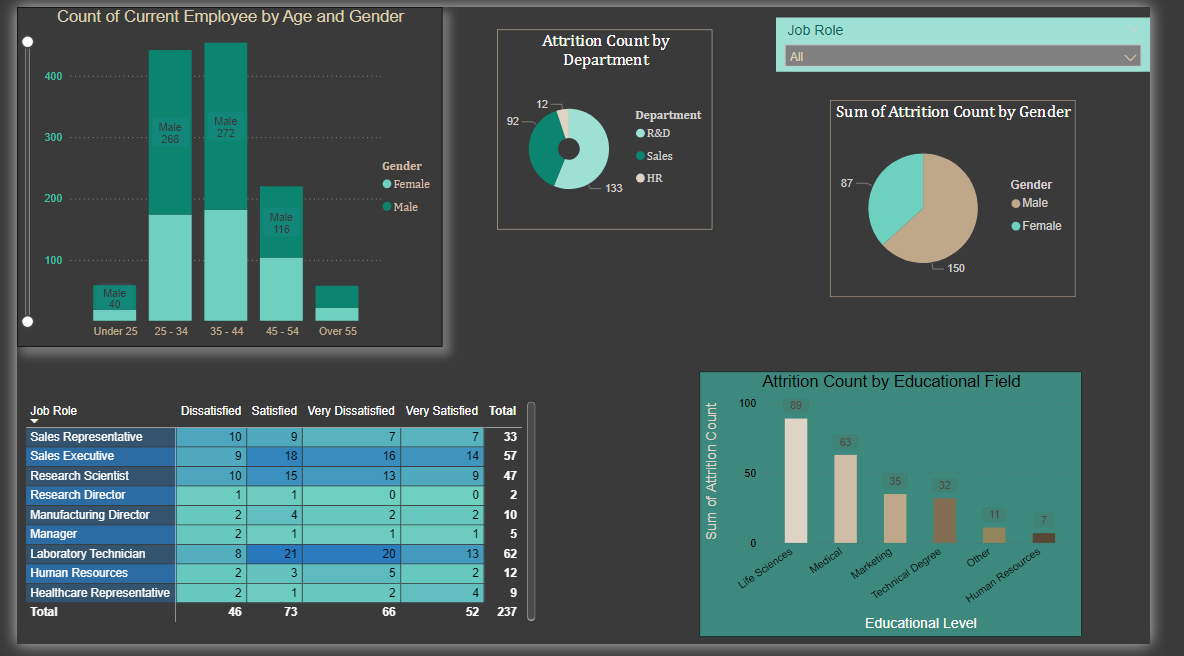 Count of Current Employee by Age and Gender
400
300
200
100
Male
268
Male
272
Male
116
Male
40
Under 25
25 - 34
35 - 44
45 - 54
Over 55
Gender
Female
Male
Attrition Count by
Department
12
92
133
Department
R&D
Sales
HR
Job Role
All
Sum of Attrition Count by Gender
87
150
Gender
Male
Female
Job Role Dissatisfied Satisfied Very Dissatisfied Very Satisfied Total
Sales Representative 10 9 7 7 33
Sales Executive 9 18 16 14 57
Research Scientist 10 15 13 9 47
Research Director 1 1 0 0 2
Manufacturing Director 2 4 2 2 10
Manager 2 1 1 1 5
Laboratory Technician 8 21 20 13 62
Human Resources 2 3 5 2 12
Healthcare Representative 2 1 2 4 9
Total 46 73 66 52 237
Attrition Count by Educational Field
Sum of Attrition Count
100
50
0
89
63
35
32
11
7
Life Sciences
Medical
Marketing
Technical Degree
Other
Human Resources
Educational Level